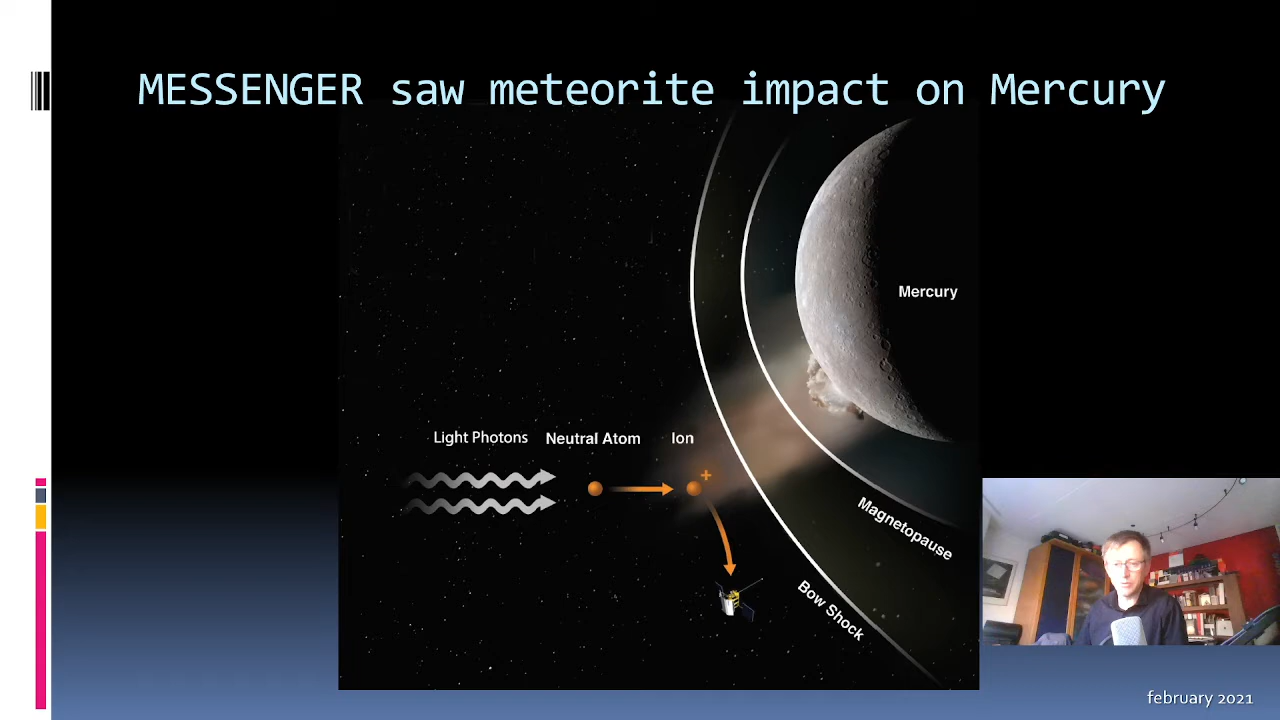 MESSENGER saw meteorite impact on Mercury
Mercury
Light Photons
Neutral Atom
Ion
+
Magnetopause
Bow Shock
february 2021